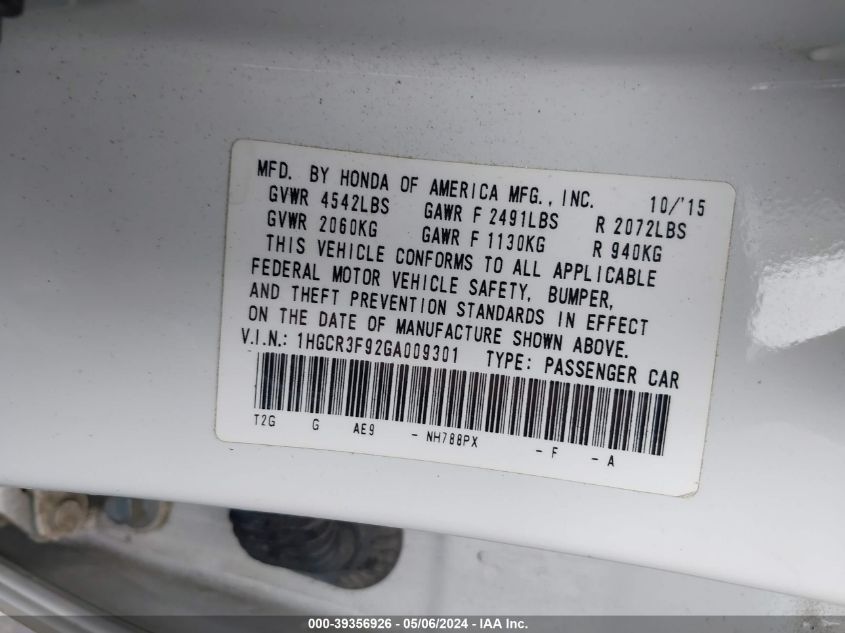 MFD. BY HONDA OF AMERICA MFG., INC. 10/'15
GVWR 4542LBS GAWR F 2491LBS R 2072LBS
GVWR 2060KG GAWR F 1130KG R 940KG
THIS VEHICLE CONFORMS TO ALL APPLICABLE
FEDERAL MOTOR VEHICLE SAFETY, BUMPER,
AND THEFT PREVENTION STANDARDS IN EFFECT
ON THE DATE OF MANUFACTURE SHOWN ABOVE.
V.I.N.: 1HGCR3F92GA009301 TYPE: PASSENGER CAR
T2G G AE9 - NH788PX - F - A
000-39356926 - 05/06/2024 - IAA Inc.